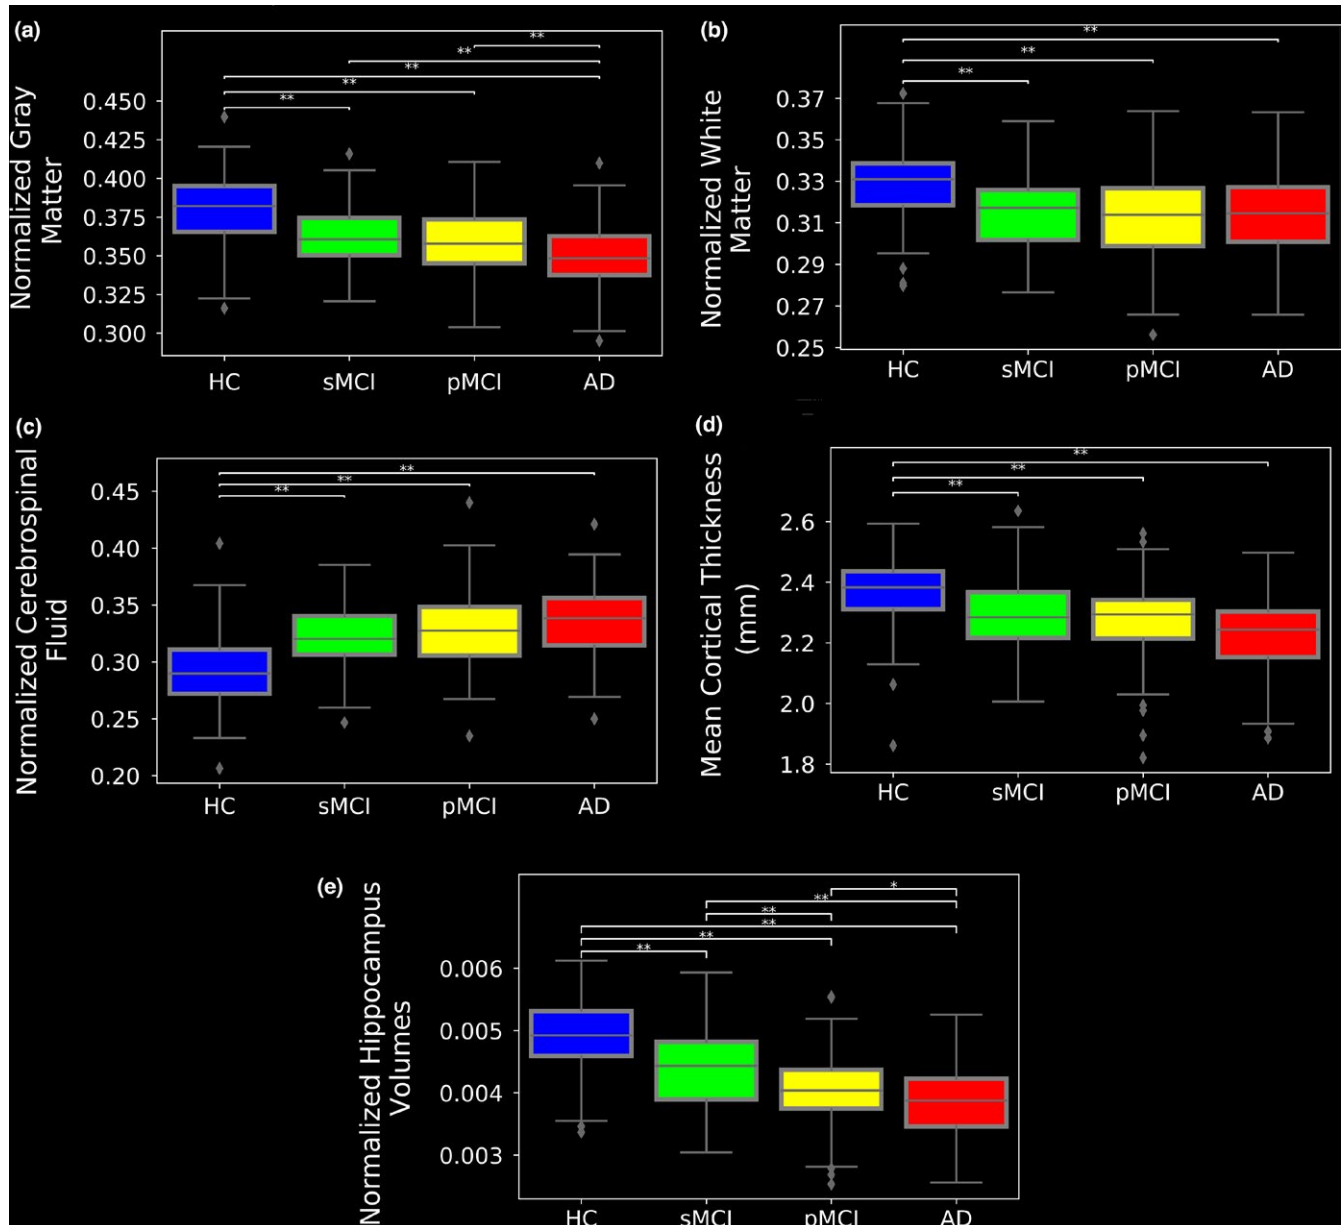 (a)
Normalized Gray
Matter
0.450
0.425
0.400
0.375
0.350
0.325
0.300
**
**
**
**
**
HC sMCI pMCI AD
(b)
Normalized White
Matter
0.37
0.35
0.33
0.31
0.29
0.27
0.25
**
**
**
HC sMCI pMCI AD
(c)
Normalized Cerebrospinal
Fluid
0.45
0.40
0.35
0.30
0.25
0.20
**
**
**
HC sMCI pMCI AD
(d)
Mean Cortical Thickness
(mm)
2.6
2.4
2.2
2.0
1.8
**
**
**
HC sMCI pMCI AD
(e)
Normalized Hippocampus
Volumes
0.006
0.005
0.004
0.003
*
**
**
**
**
**
HC sMCI pMCI AD